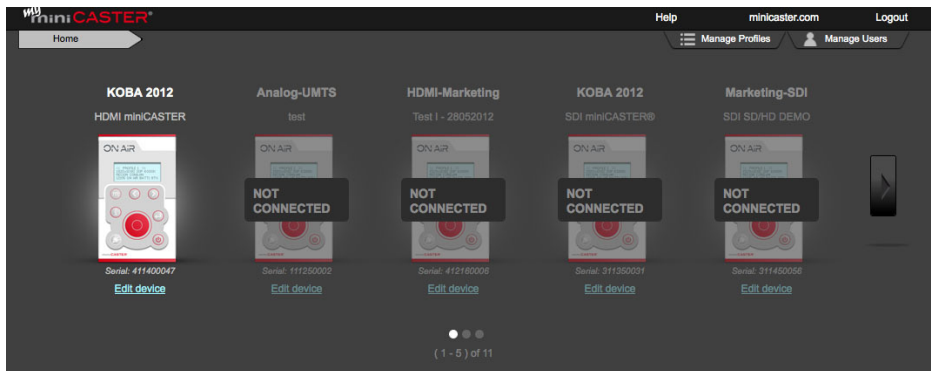 my miniCASTER®
Help
minicaster.com
Logout
Home
Manage Profiles
Manage Users
KOBA 2012
Analog-UMTS
HDMI-Marketing
KOBA 2012
Marketing-SDI
HDMI miniCASTER
test
Test I - 28052012
SDI miniCASTER®
SDI SD/HD DEMO
ON AIR
ON AIR
ON AIR
ON AIR
ON AIR
NOT
CONNECTED
NOT
CONNECTED
NOT
CONNECTED
NOT
CONNECTED
Serial: 411400047
Serial: 111250002
Serial: 412180006
Serial: 311350031
Serial: 311450056
Edit device
Edit device
Edit device
Edit device
Edit device
( 1 - 5 ) of 11